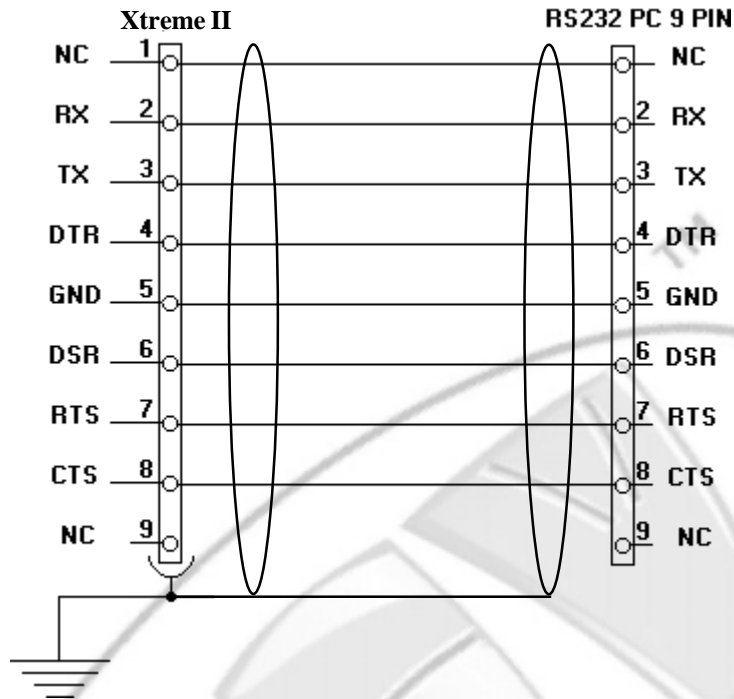 Xtreme II RS232 PC 9 PIN
NC 1 NC
RX 2 2 RX
TX 3 3 TX
DTR 4 4 DTR
GND 5 5 GND
DSR 6 6 DSR
RTS 7 7 RTS
CTS 8 8 CTS
NC 9 9 NC
TM